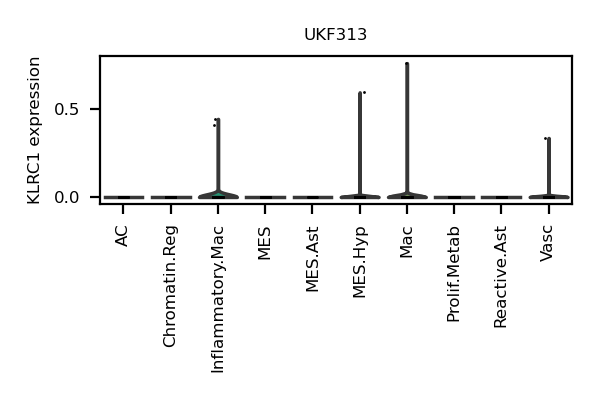 UKF313
KLRC1 expression
0.5
0.0
AC
Chromatin.Reg
Inflammatory.Mac
MES
MES.Ast
MES.Hyp
Mac
Prolif.Metab
Reactive.Ast
Vasc